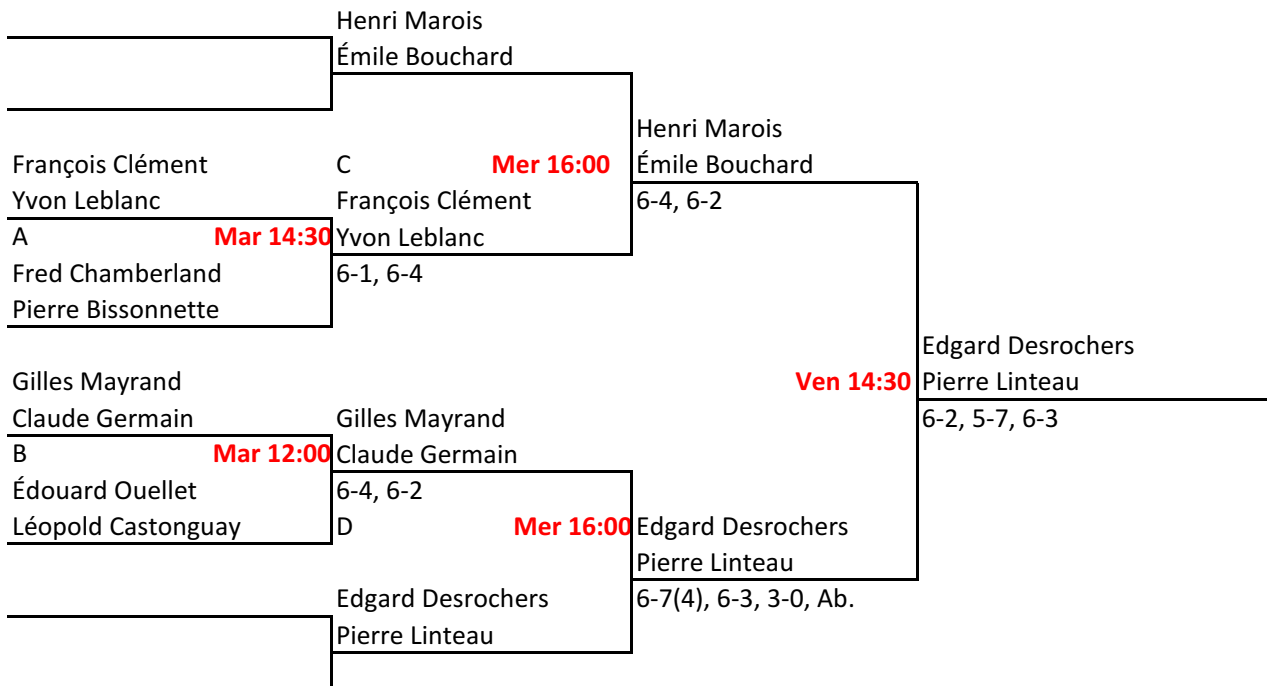 Henri Marois
Émile Bouchard
Henri Marois
François Clément C Mer 16:00 Émile Bouchard
Yvon Leblanc François Clément 6-4, 6-2
A Mar 14:30 Yvon Leblanc
Fred Chamberland 6-1, 6-4
Pierre Bissonnette
Edgard Desrochers
Gilles Mayrand Ven 14:30 Pierre Linteau
Claude Germain Gilles Mayrand 6-2, 5-7, 6-3
B Mar 12:00 Claude Germain
Édouard Ouellet 6-4, 6-2
Léopold Castonguay D Mer 16:00 Edgard Desrochers
Pierre Linteau
Edgard Desrochers 6-7(4), 6-3, 3-0, Ab.
Pierre Linteau